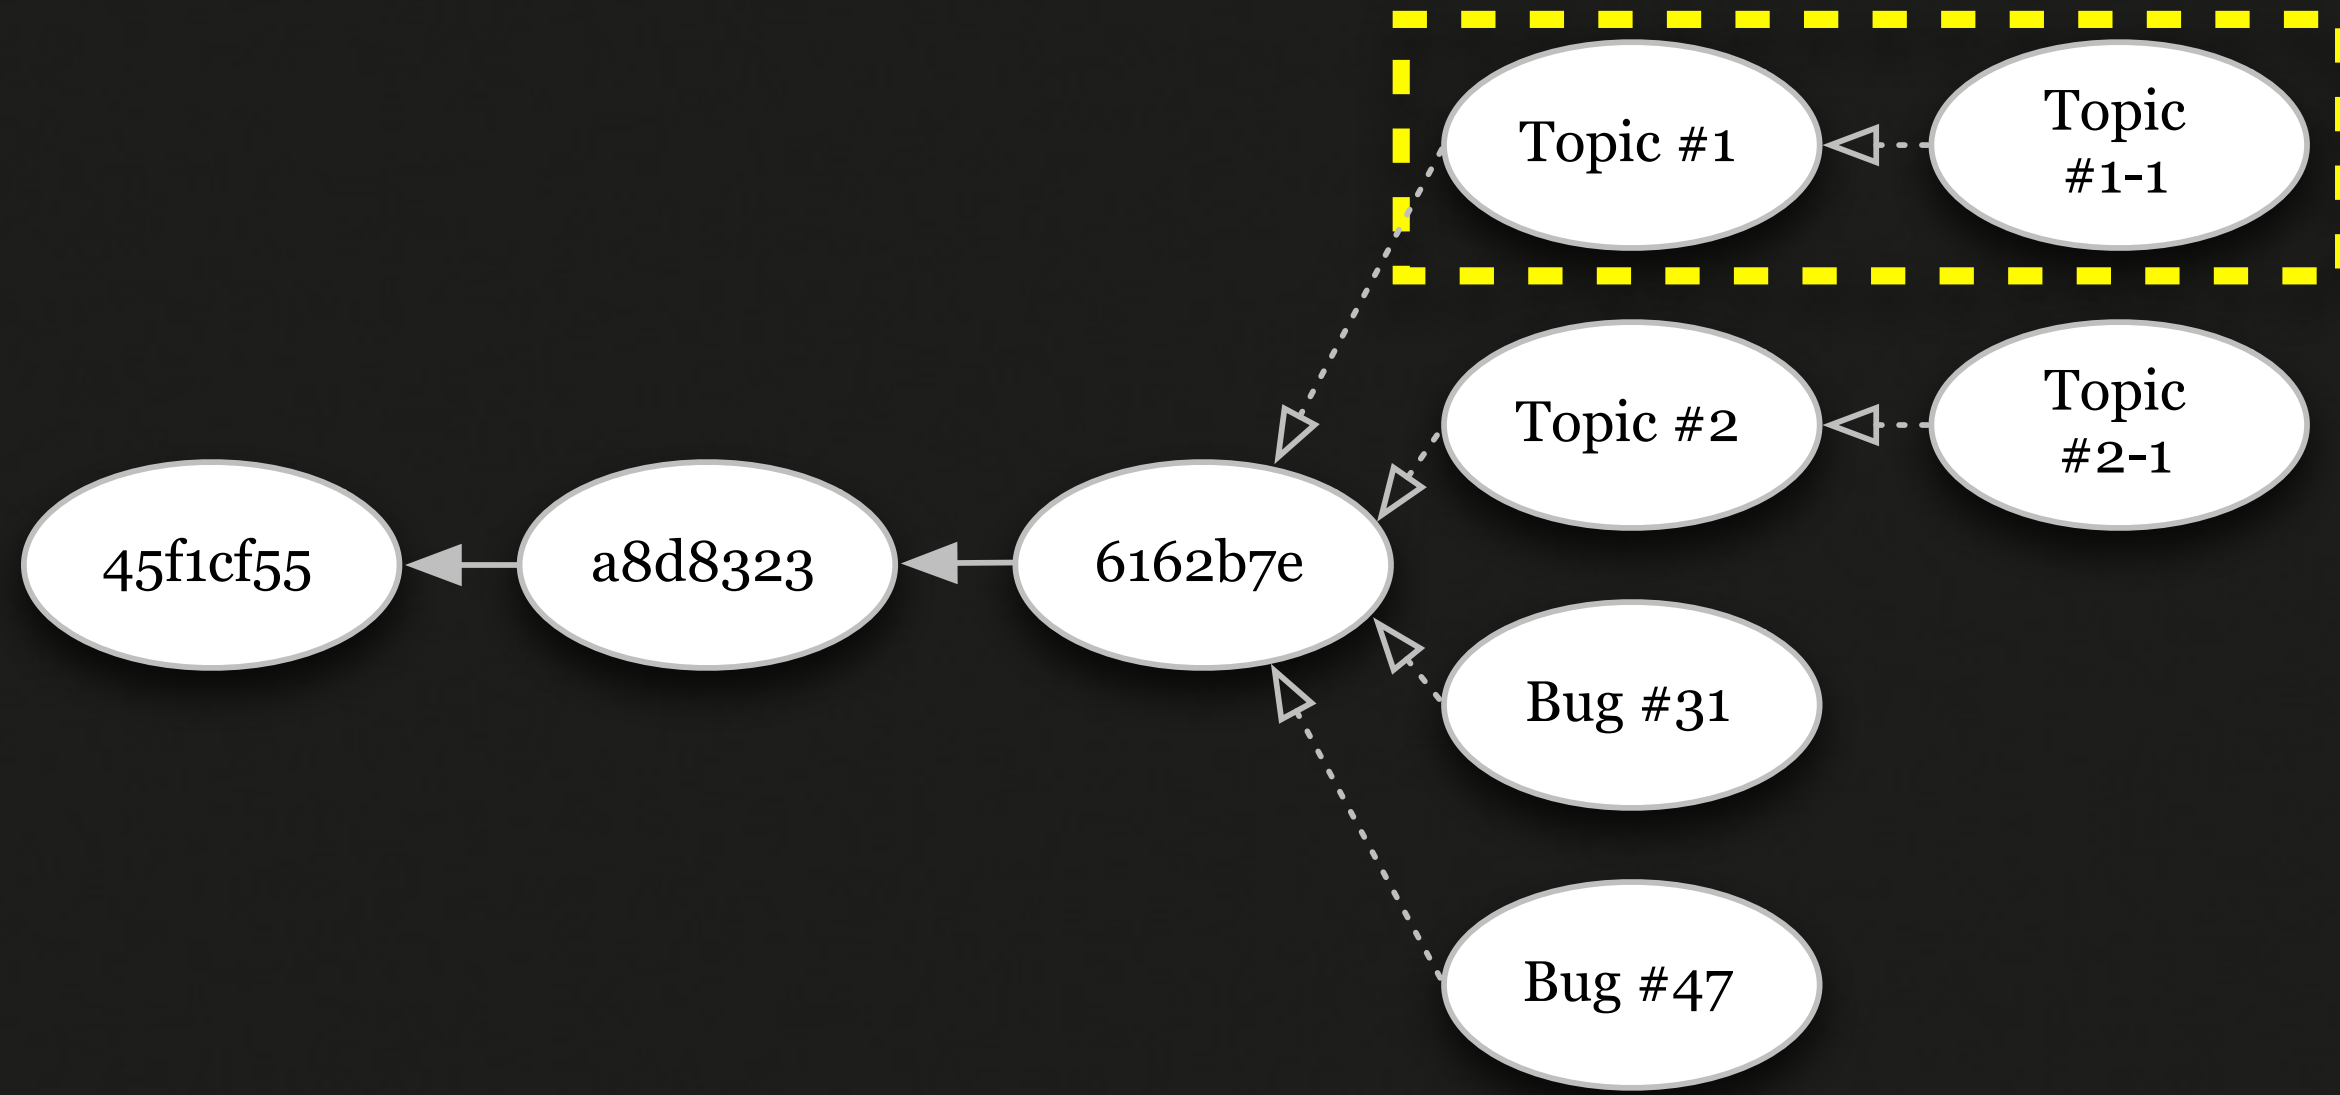 Topic #1
Topic
#1-1
Topic #2
Topic
#2-1
45f1cf55
a8d8323
6162b7e
Bug #31
Bug #47